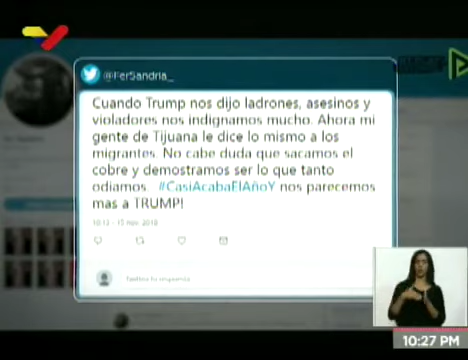 @FerSandria_
Cuando Trump nos dijo ladrones, asesinos y
violadores nos indignamos mucho. Ahora mi
gente de Tijuana le dice lo mismo a los
migrantes. No cabe duda que sacamos el
cobre y demostramos ser lo que tanto
odiamos. #CasiAcabaElAñoY nos parecemos
mas a TRUMP!
10:27 PM